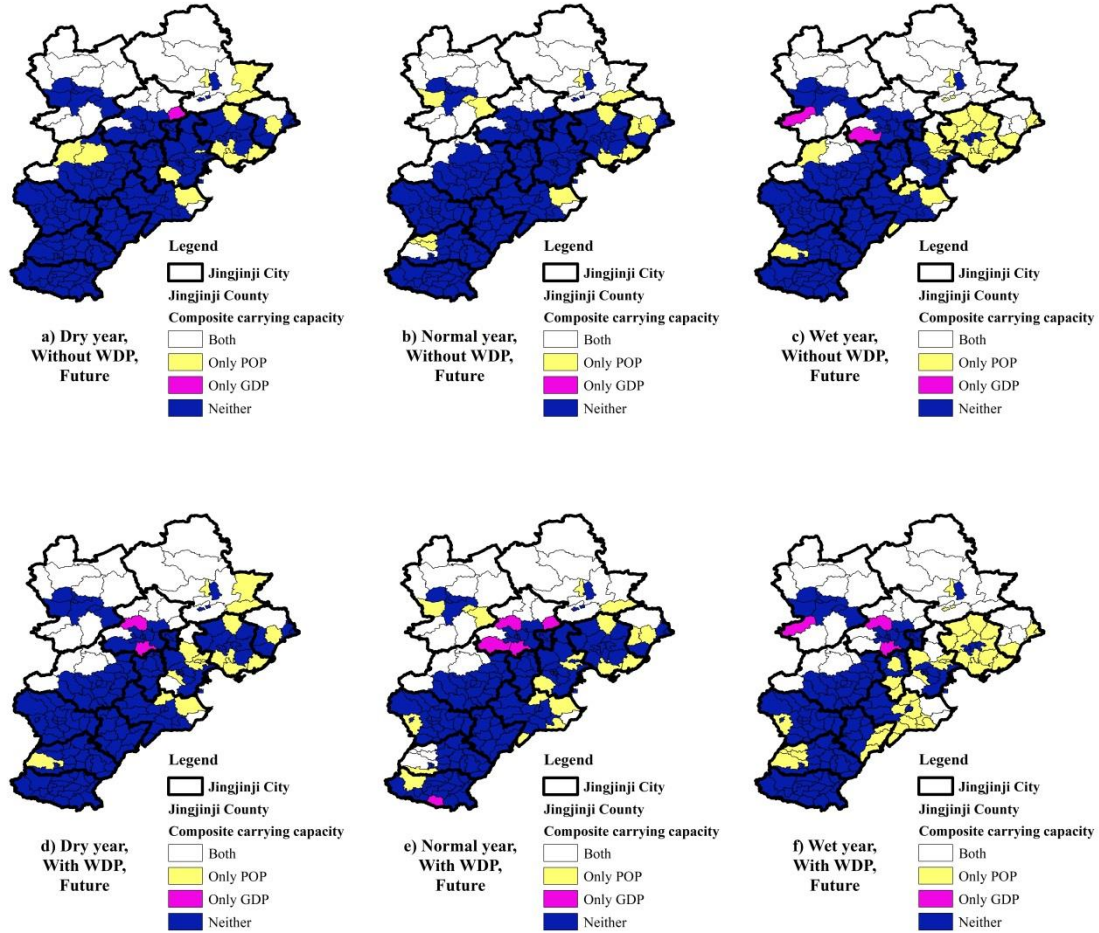 Legend
Jingjinji City
Jingjinji County
Composite carrying capacity
Both
Only POP
Only GDP
Neither
a) Dry year,
Without WDP,
Future
Legend
Jingjinji City
Jingjinji County
Composite carrying capacity
Both
Only POP
Only GDP
Neither
b) Normal year,
Without WDP,
Future
Legend
Jingjinji City
Jingjinji County
Composite carrying capacity
Both
Only POP
Only GDP
Neither
c) Wet year,
Without WDP,
Future
Legend
Jingjinji City
Jingjinji County
Composite carrying capacity
Both
Only POP
Only GDP
Neither
d) Dry year,
With WDP,
Future
Legend
Jingjinji City
Jingjinji County
Composite carrying capacity
Both
Only POP
Only GDP
Neither
e) Normal year,
With WDP,
Future
Legend
Jingjinji City
Jingjinji County
Composite carrying capacity
Both
Only POP
Only GDP
Neither
f) Wet year,
With WDP,
Future